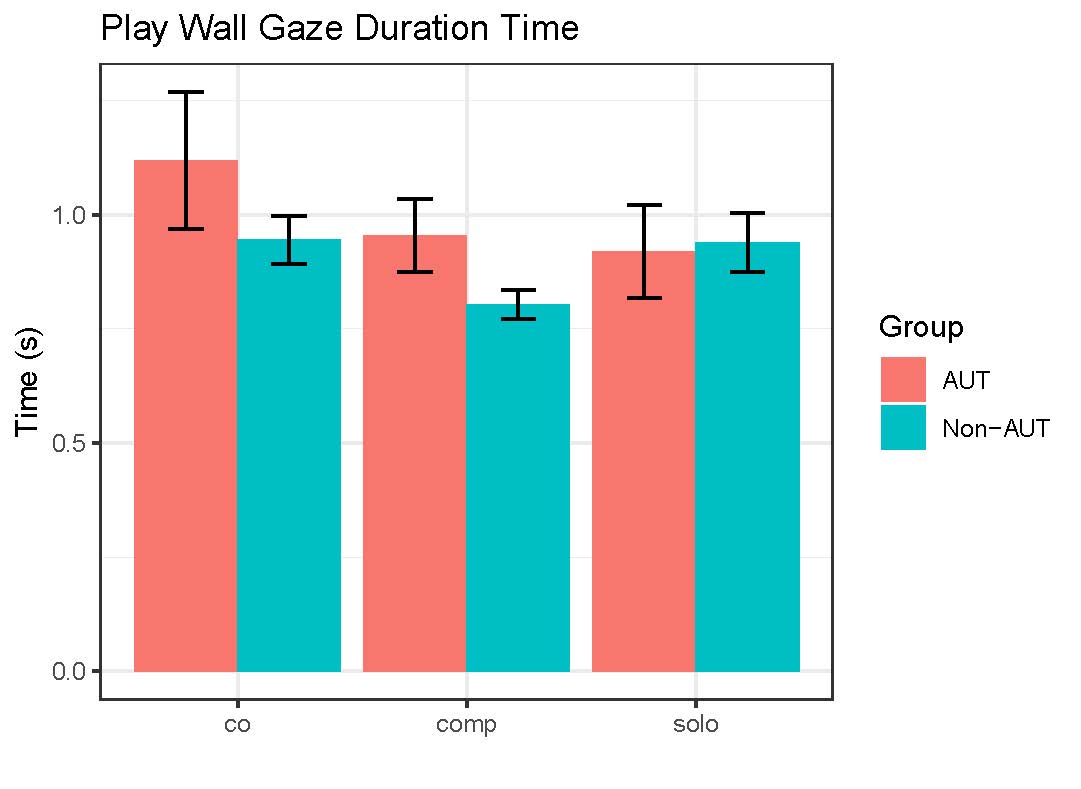 Play Wall Gaze Duration Time
Time (s)
1.0
0.5
0.0
co comp solo
Group
AUT
Non−AUT